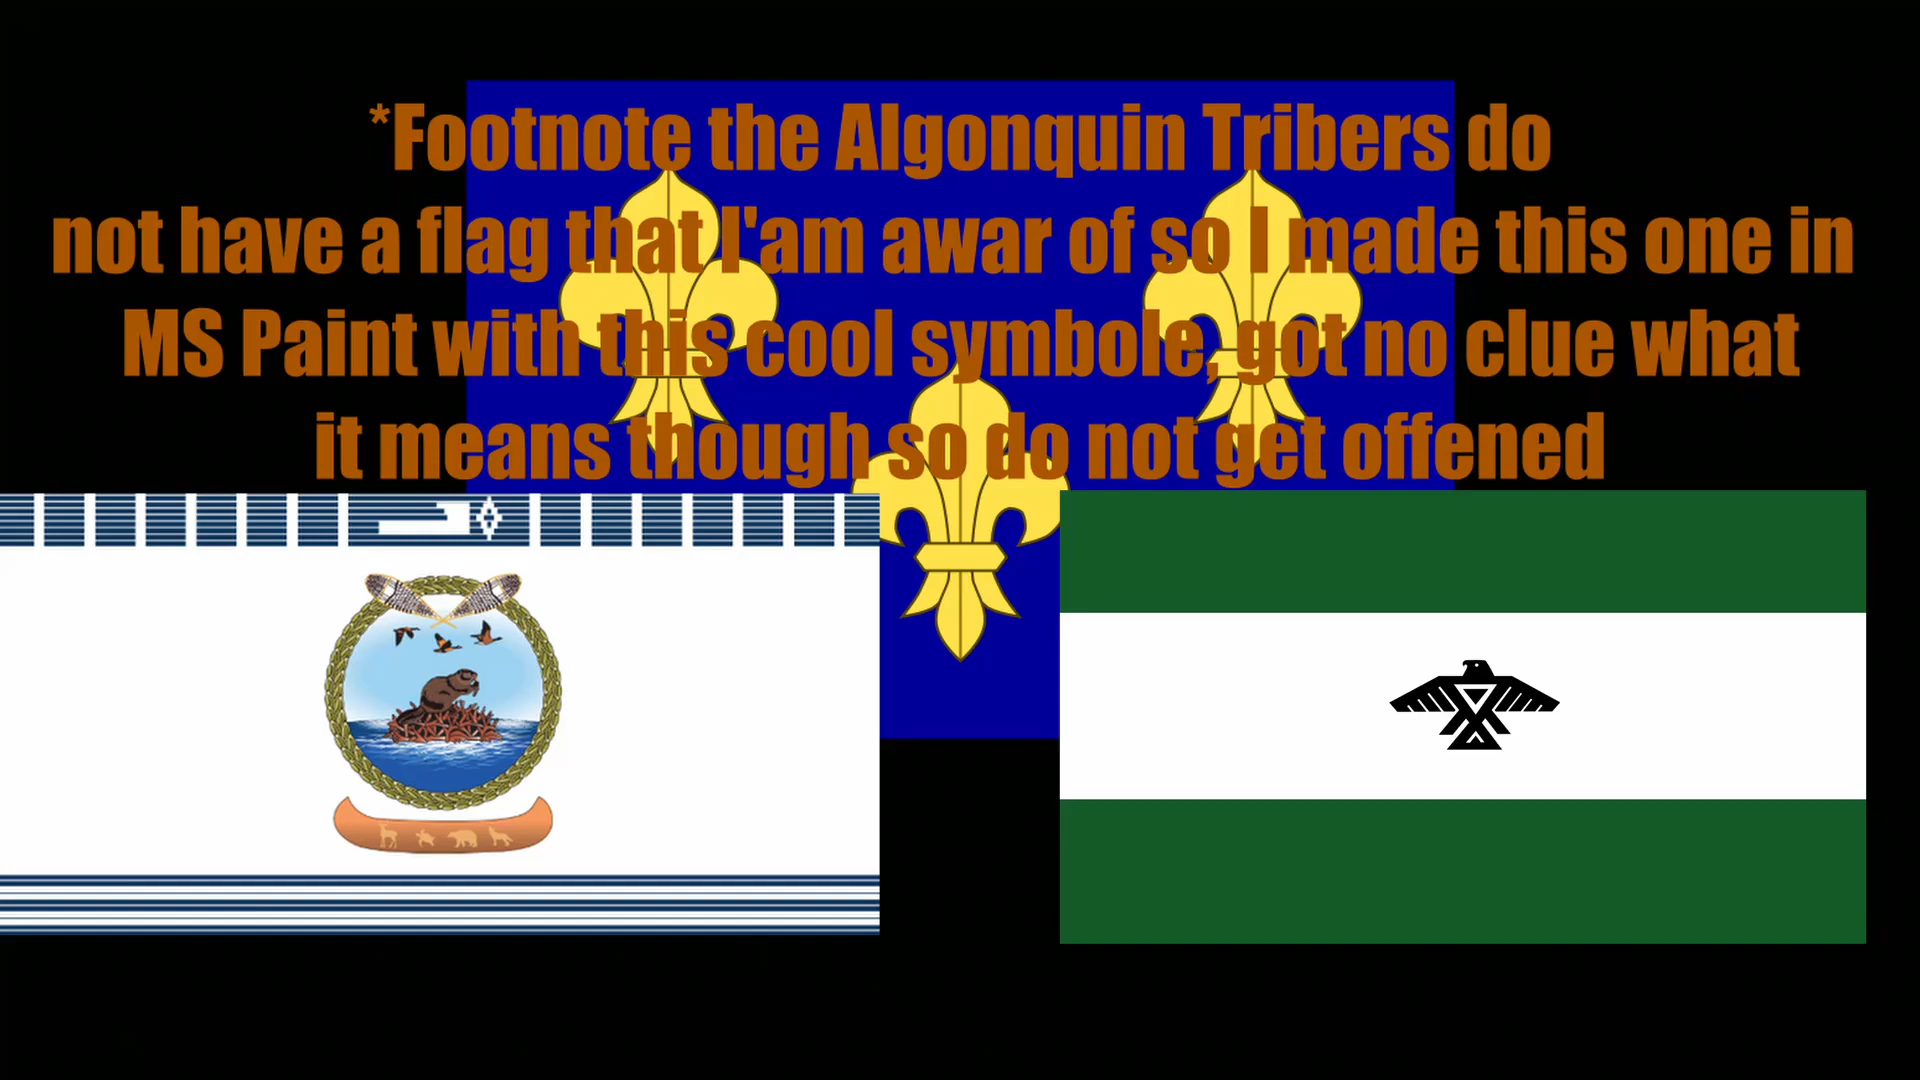 *Footnote the Algonquin Tribers do
not have a flag that I'am awar of so I made this one in
MS Paint with this cool symbole, got no clue what
it means though so do not get offened